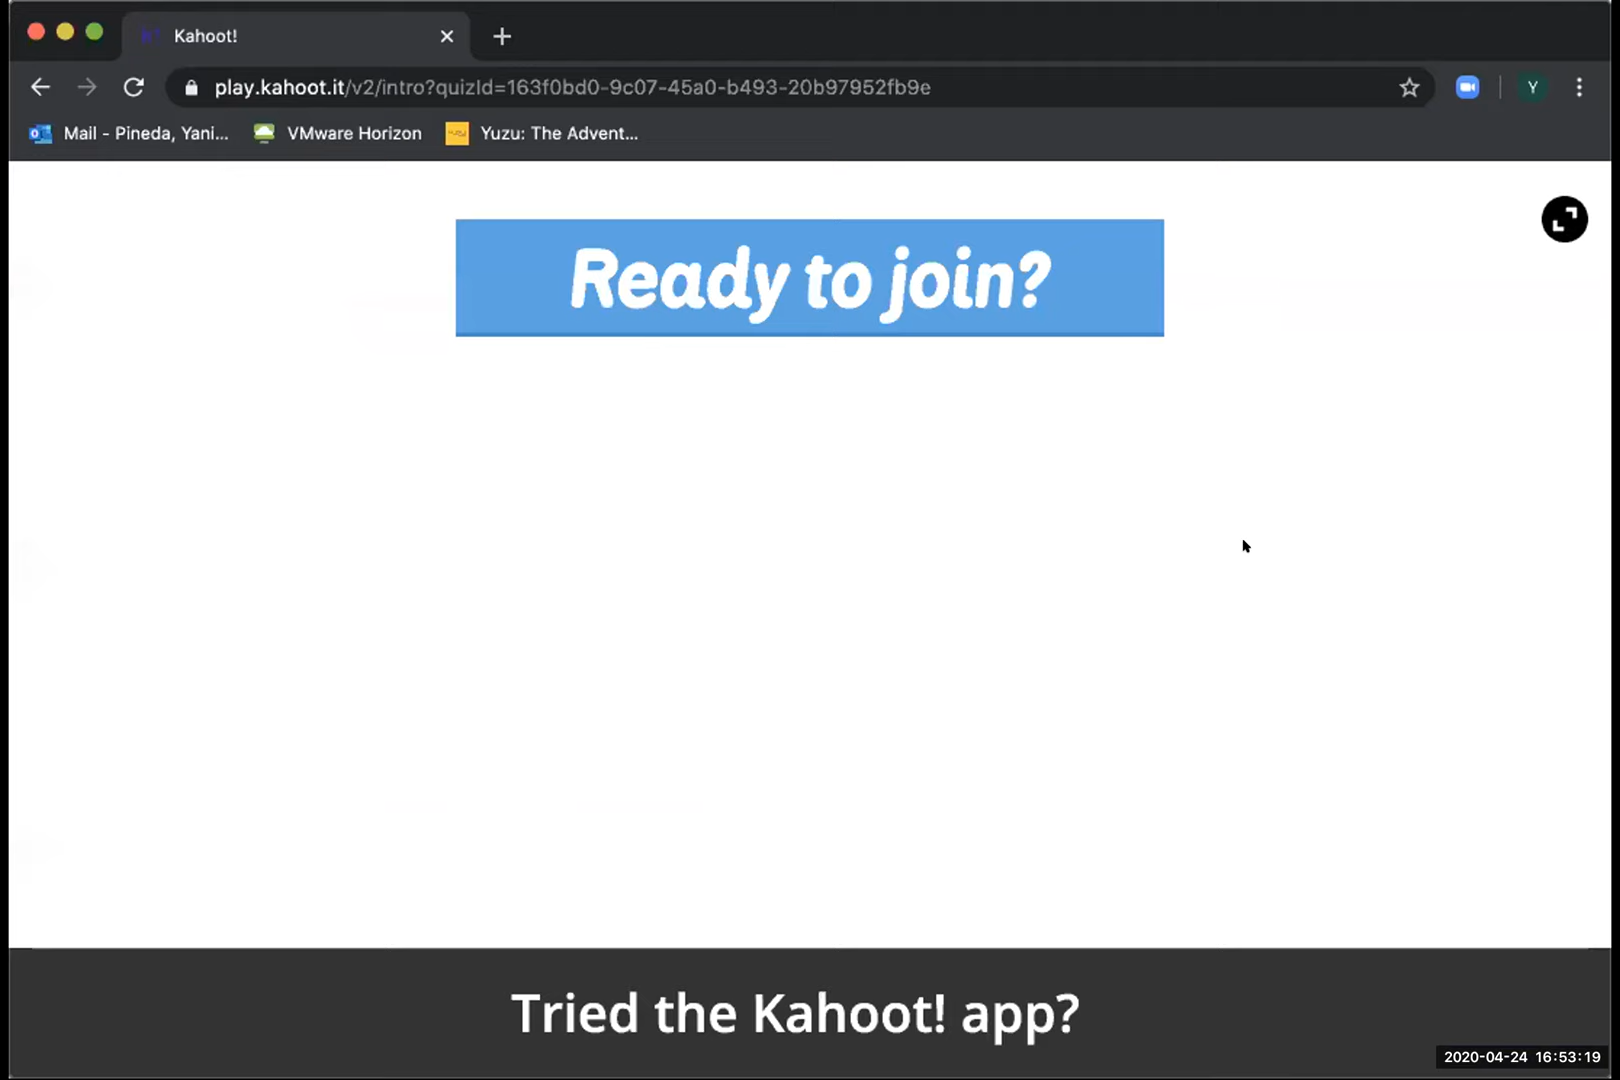 Kahoot!
play.kahoot.it/v2/intro?quizId=163f0bd0-9c07-45a0-b493-20b97952fb9e
Y
Mail - Pineda, Yani...
VMware Horizon
Yuzu: The Advent...
Ready to join?
Tried the Kahoot! app?
2020-04-24 16:53:19